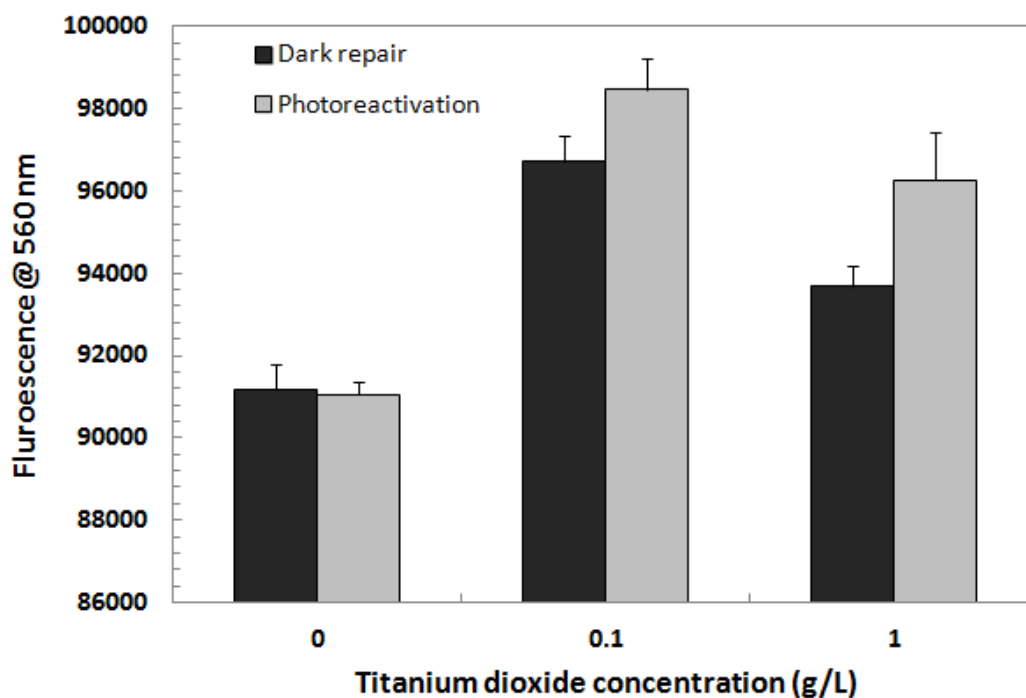 100000
98000
96000
94000
92000
90000
88000
86000
Fluroescence @ 560 nm
Dark repair
Photoreactivation
0 0.1 1
Titanium dioxide concentration (g/L)